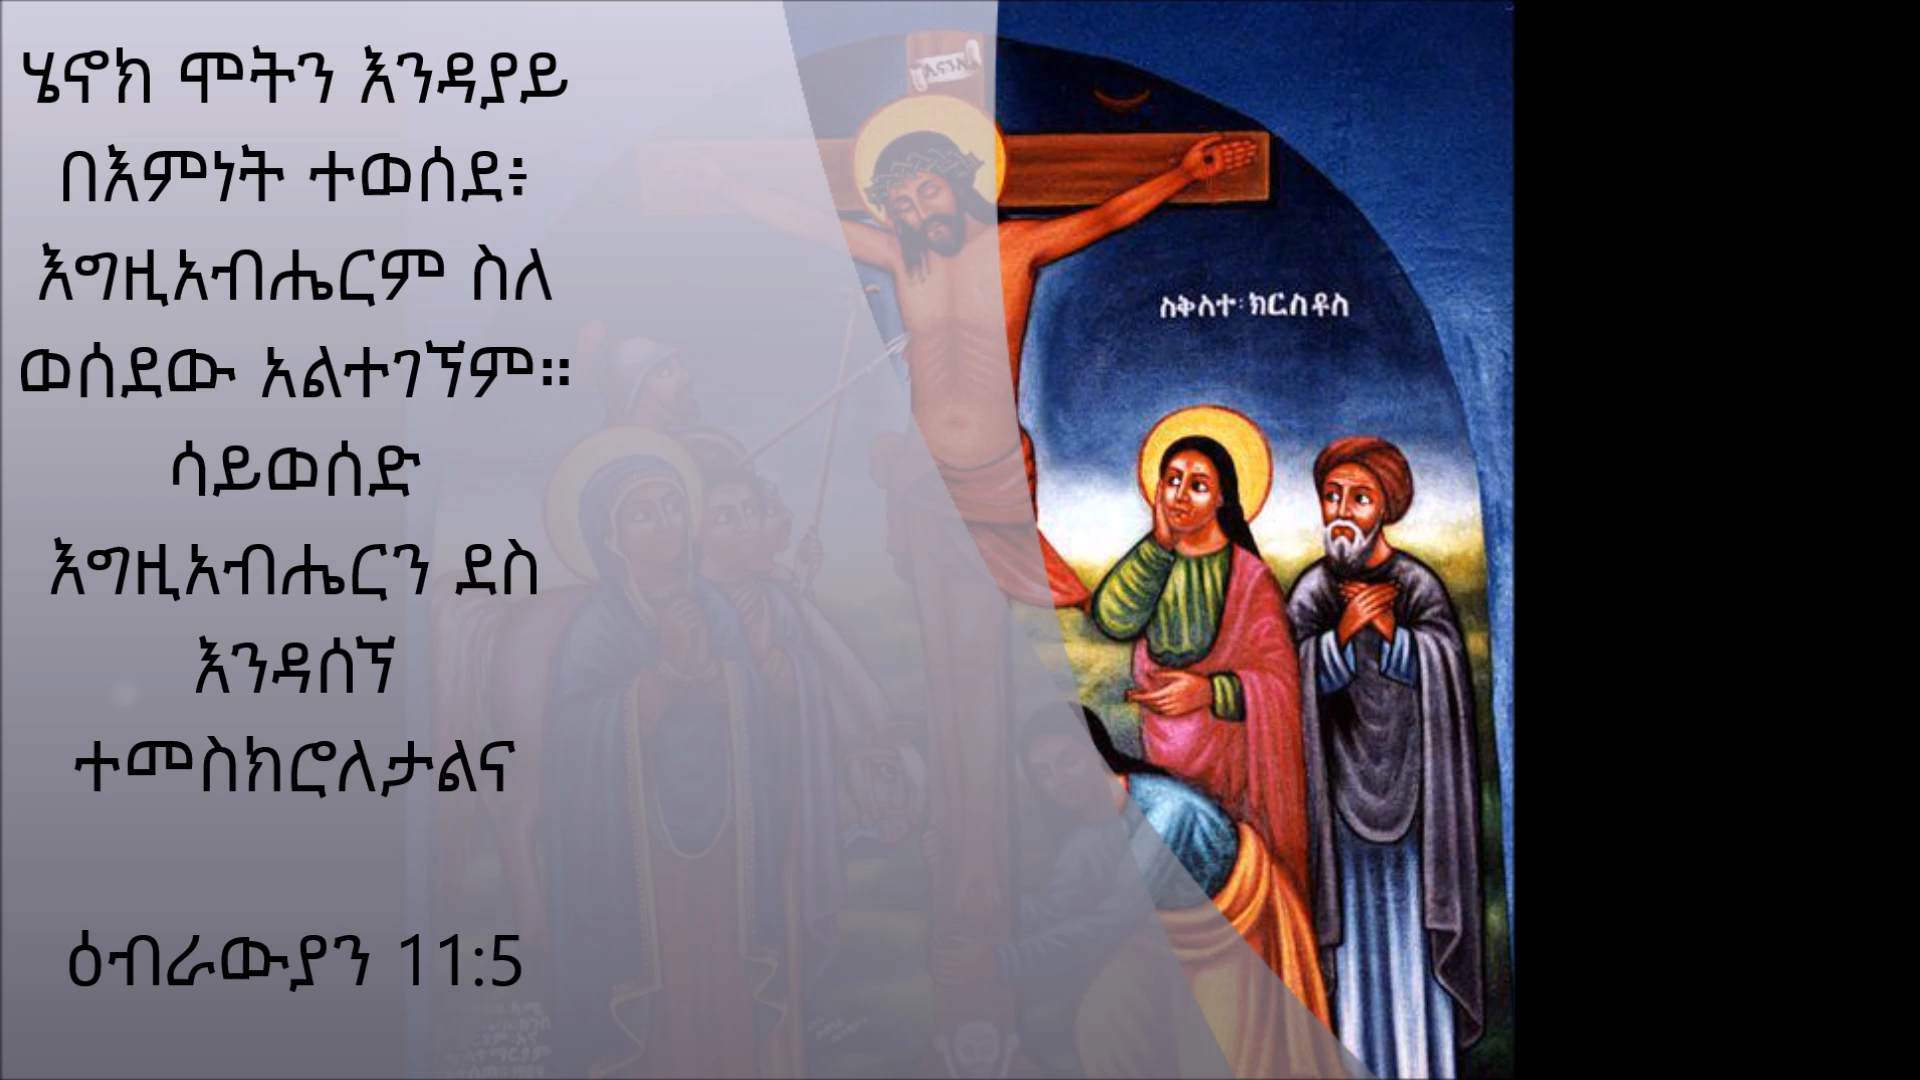 ሄኖክ ሞትን እንዳያይ
በእምነት ተወሰደ፥
እግዚአብሔርም ስለ
ወሰደው አልተገኘም።
ሳይወሰድ
እግዚአብሔርን ደስ
እንዳሰኘ
ተመስክሮለታልና
ዕብራውያን 11:5
ስቅለተ፡ክርስቶስ